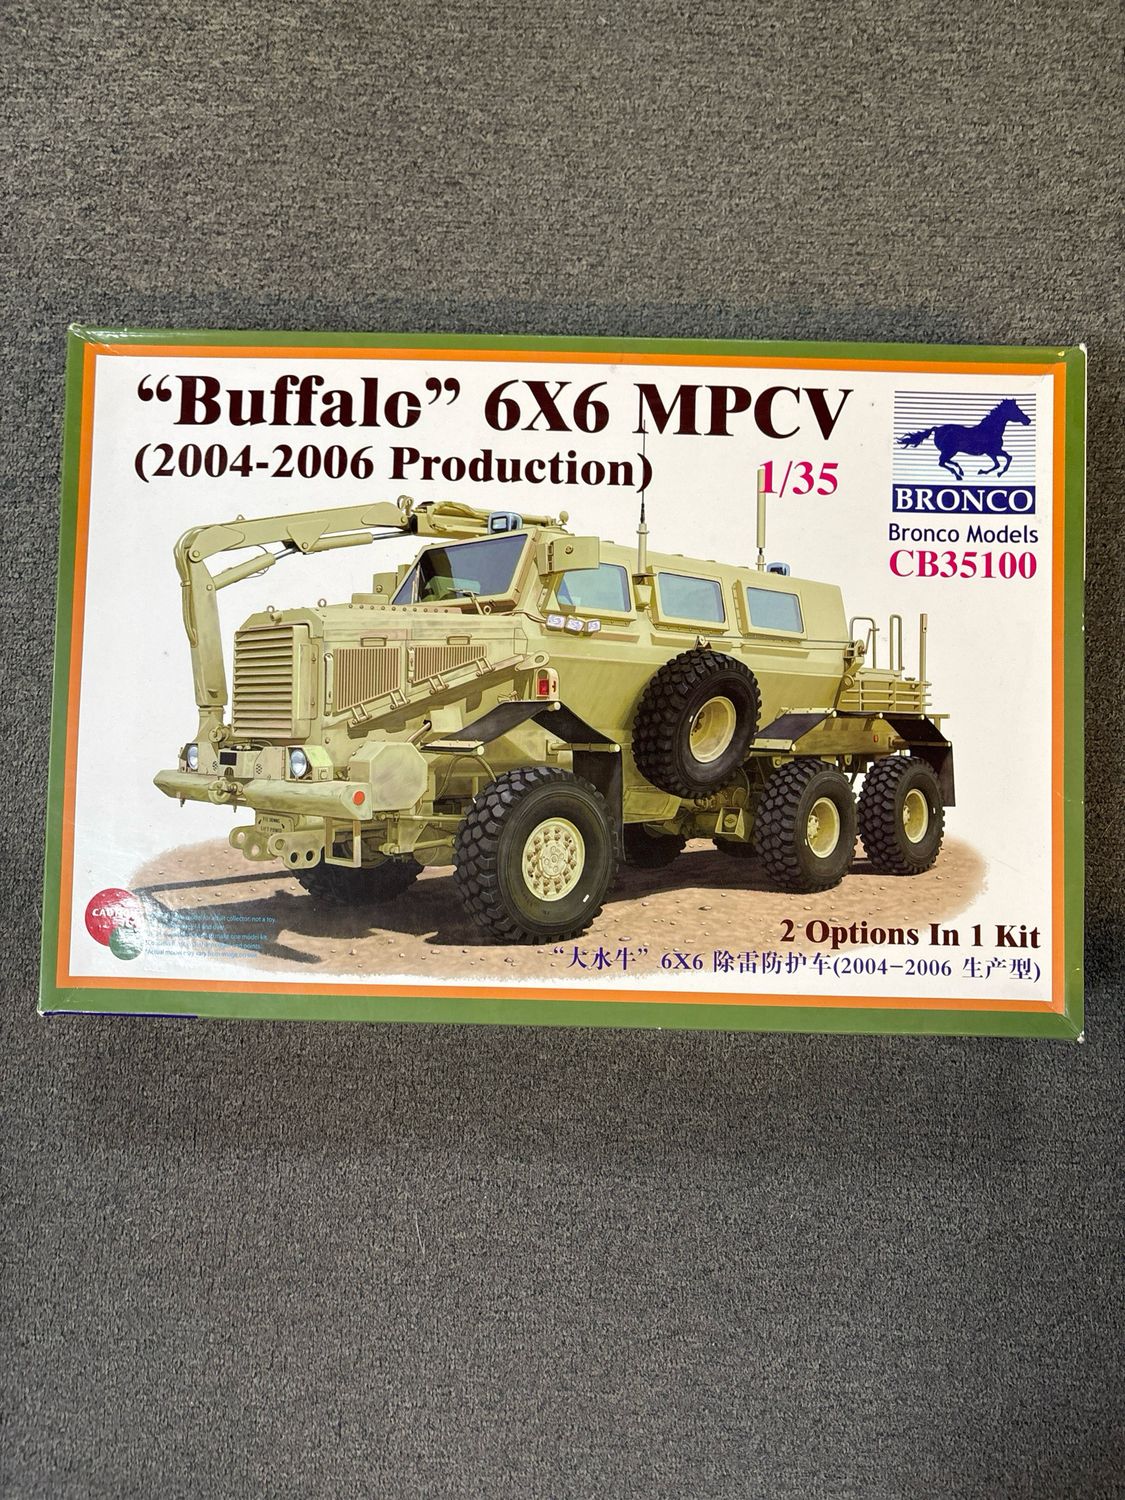 “Buffalo” 6X6 MPCV
(2004-2006 Production)
1/35
BRONCO
Bronco Models
CB35100
2 Options In 1 Kit
“大水牛” 6X6 除雷防护车(2004-2006 生产型)